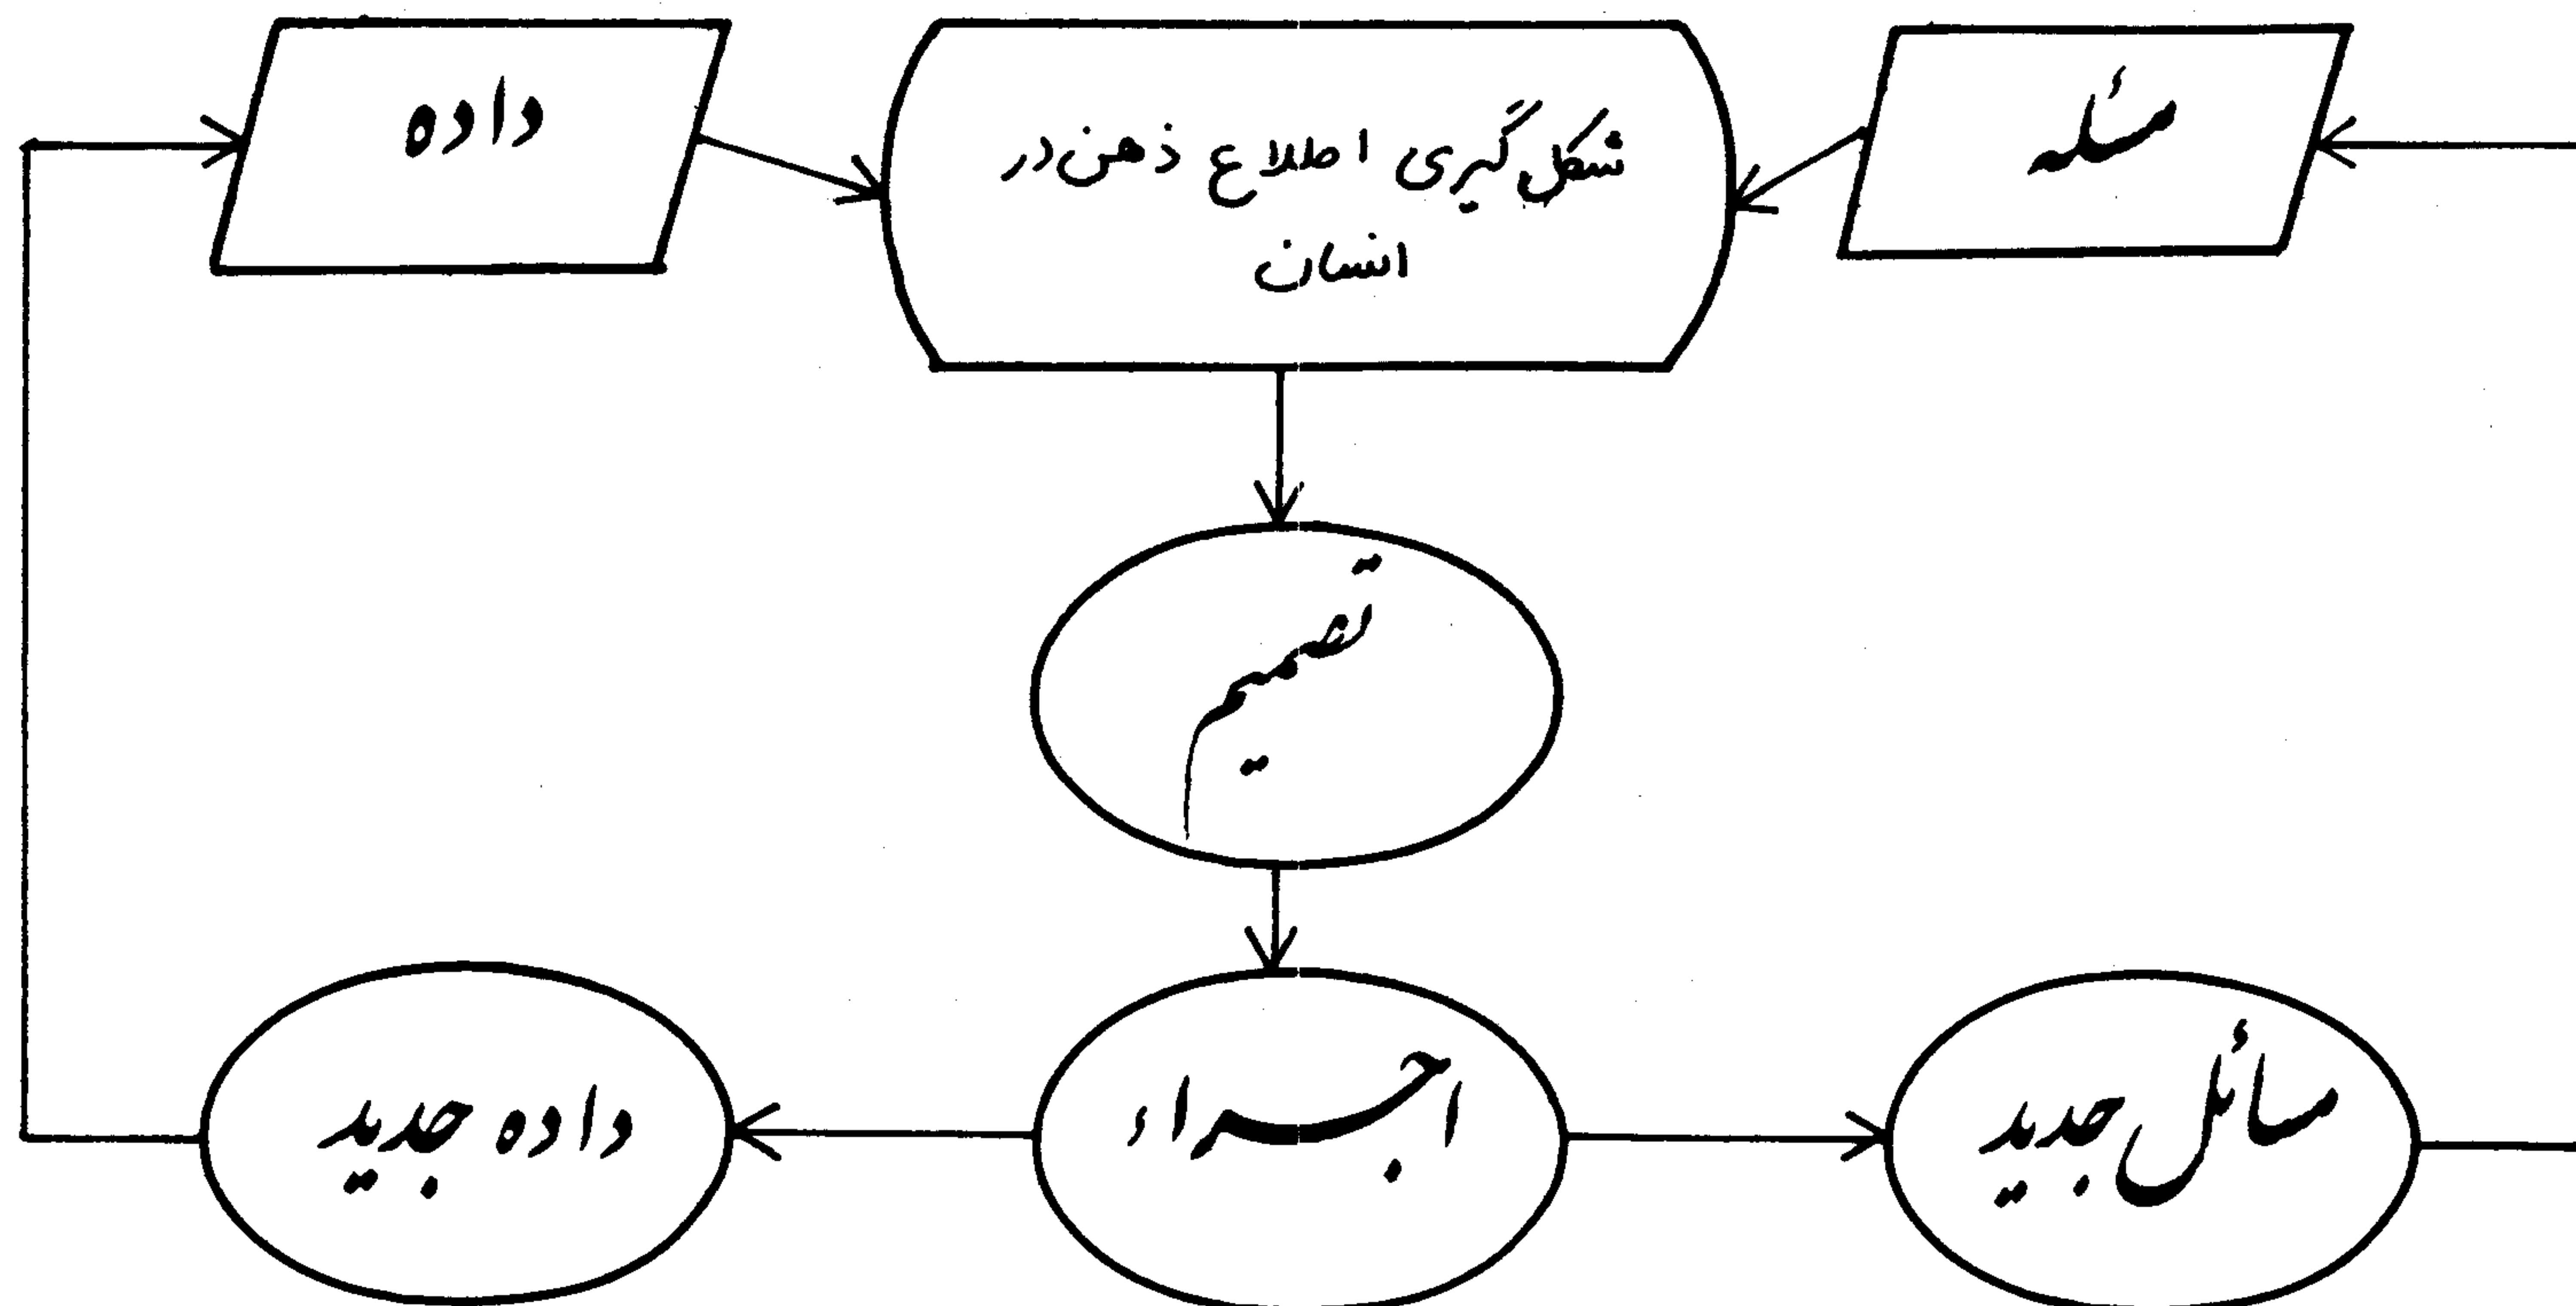 مسئله
شکل‌گیری اطلاع ذهن در
انسان
داده
تصمیم
مسائل جدید
اجراء
داده جدید